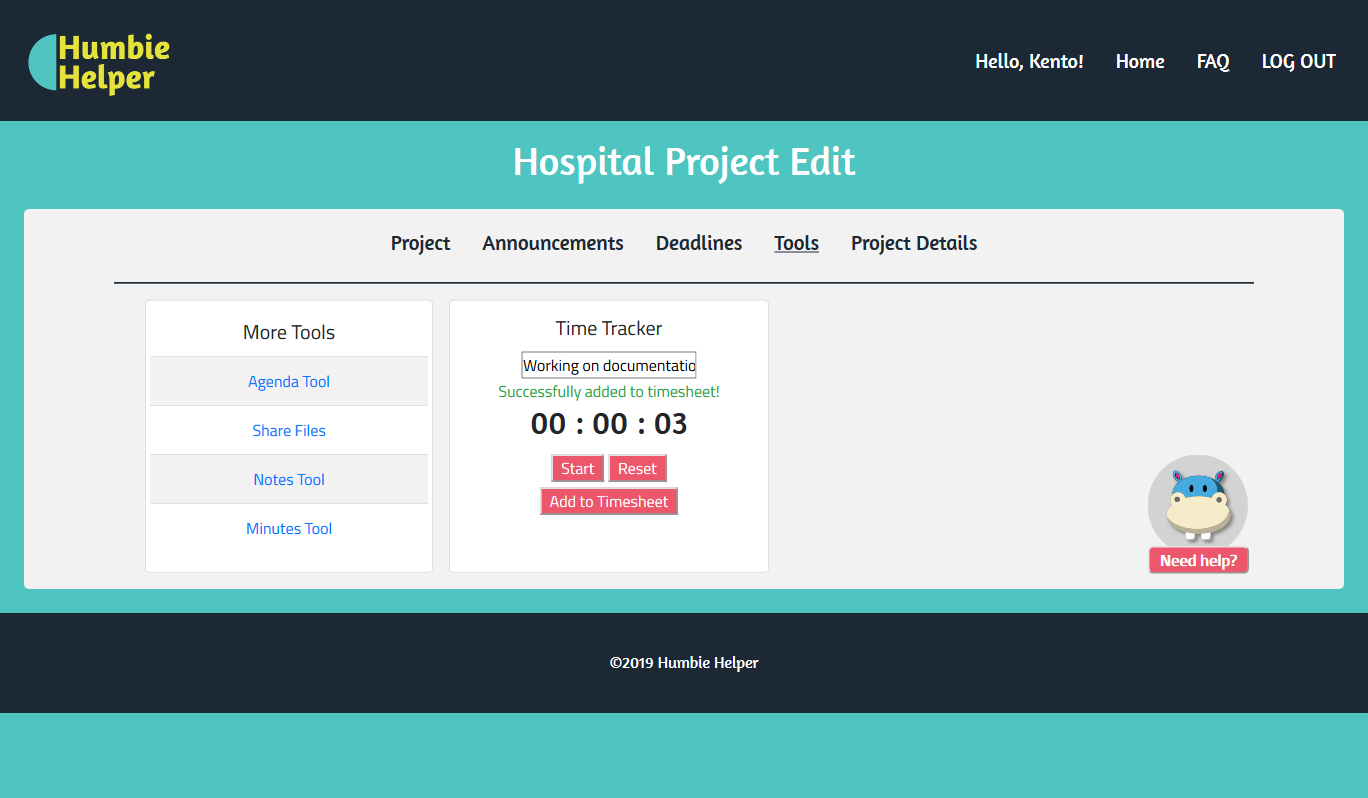 Humbie
Helper
Hello, Kento! Home FAQ LOG OUT
Hospital Project Edit
Project Announcements Deadlines Tools Project Details
More Tools
Agenda Tool
Share Files
Notes Tool
Minutes Tool
Time Tracker
Working on documentatio
Successfully added to timesheet!
00 : 00 : 03
Start Reset
Add to Timesheet
Need help?
©2019 Humbie Helper